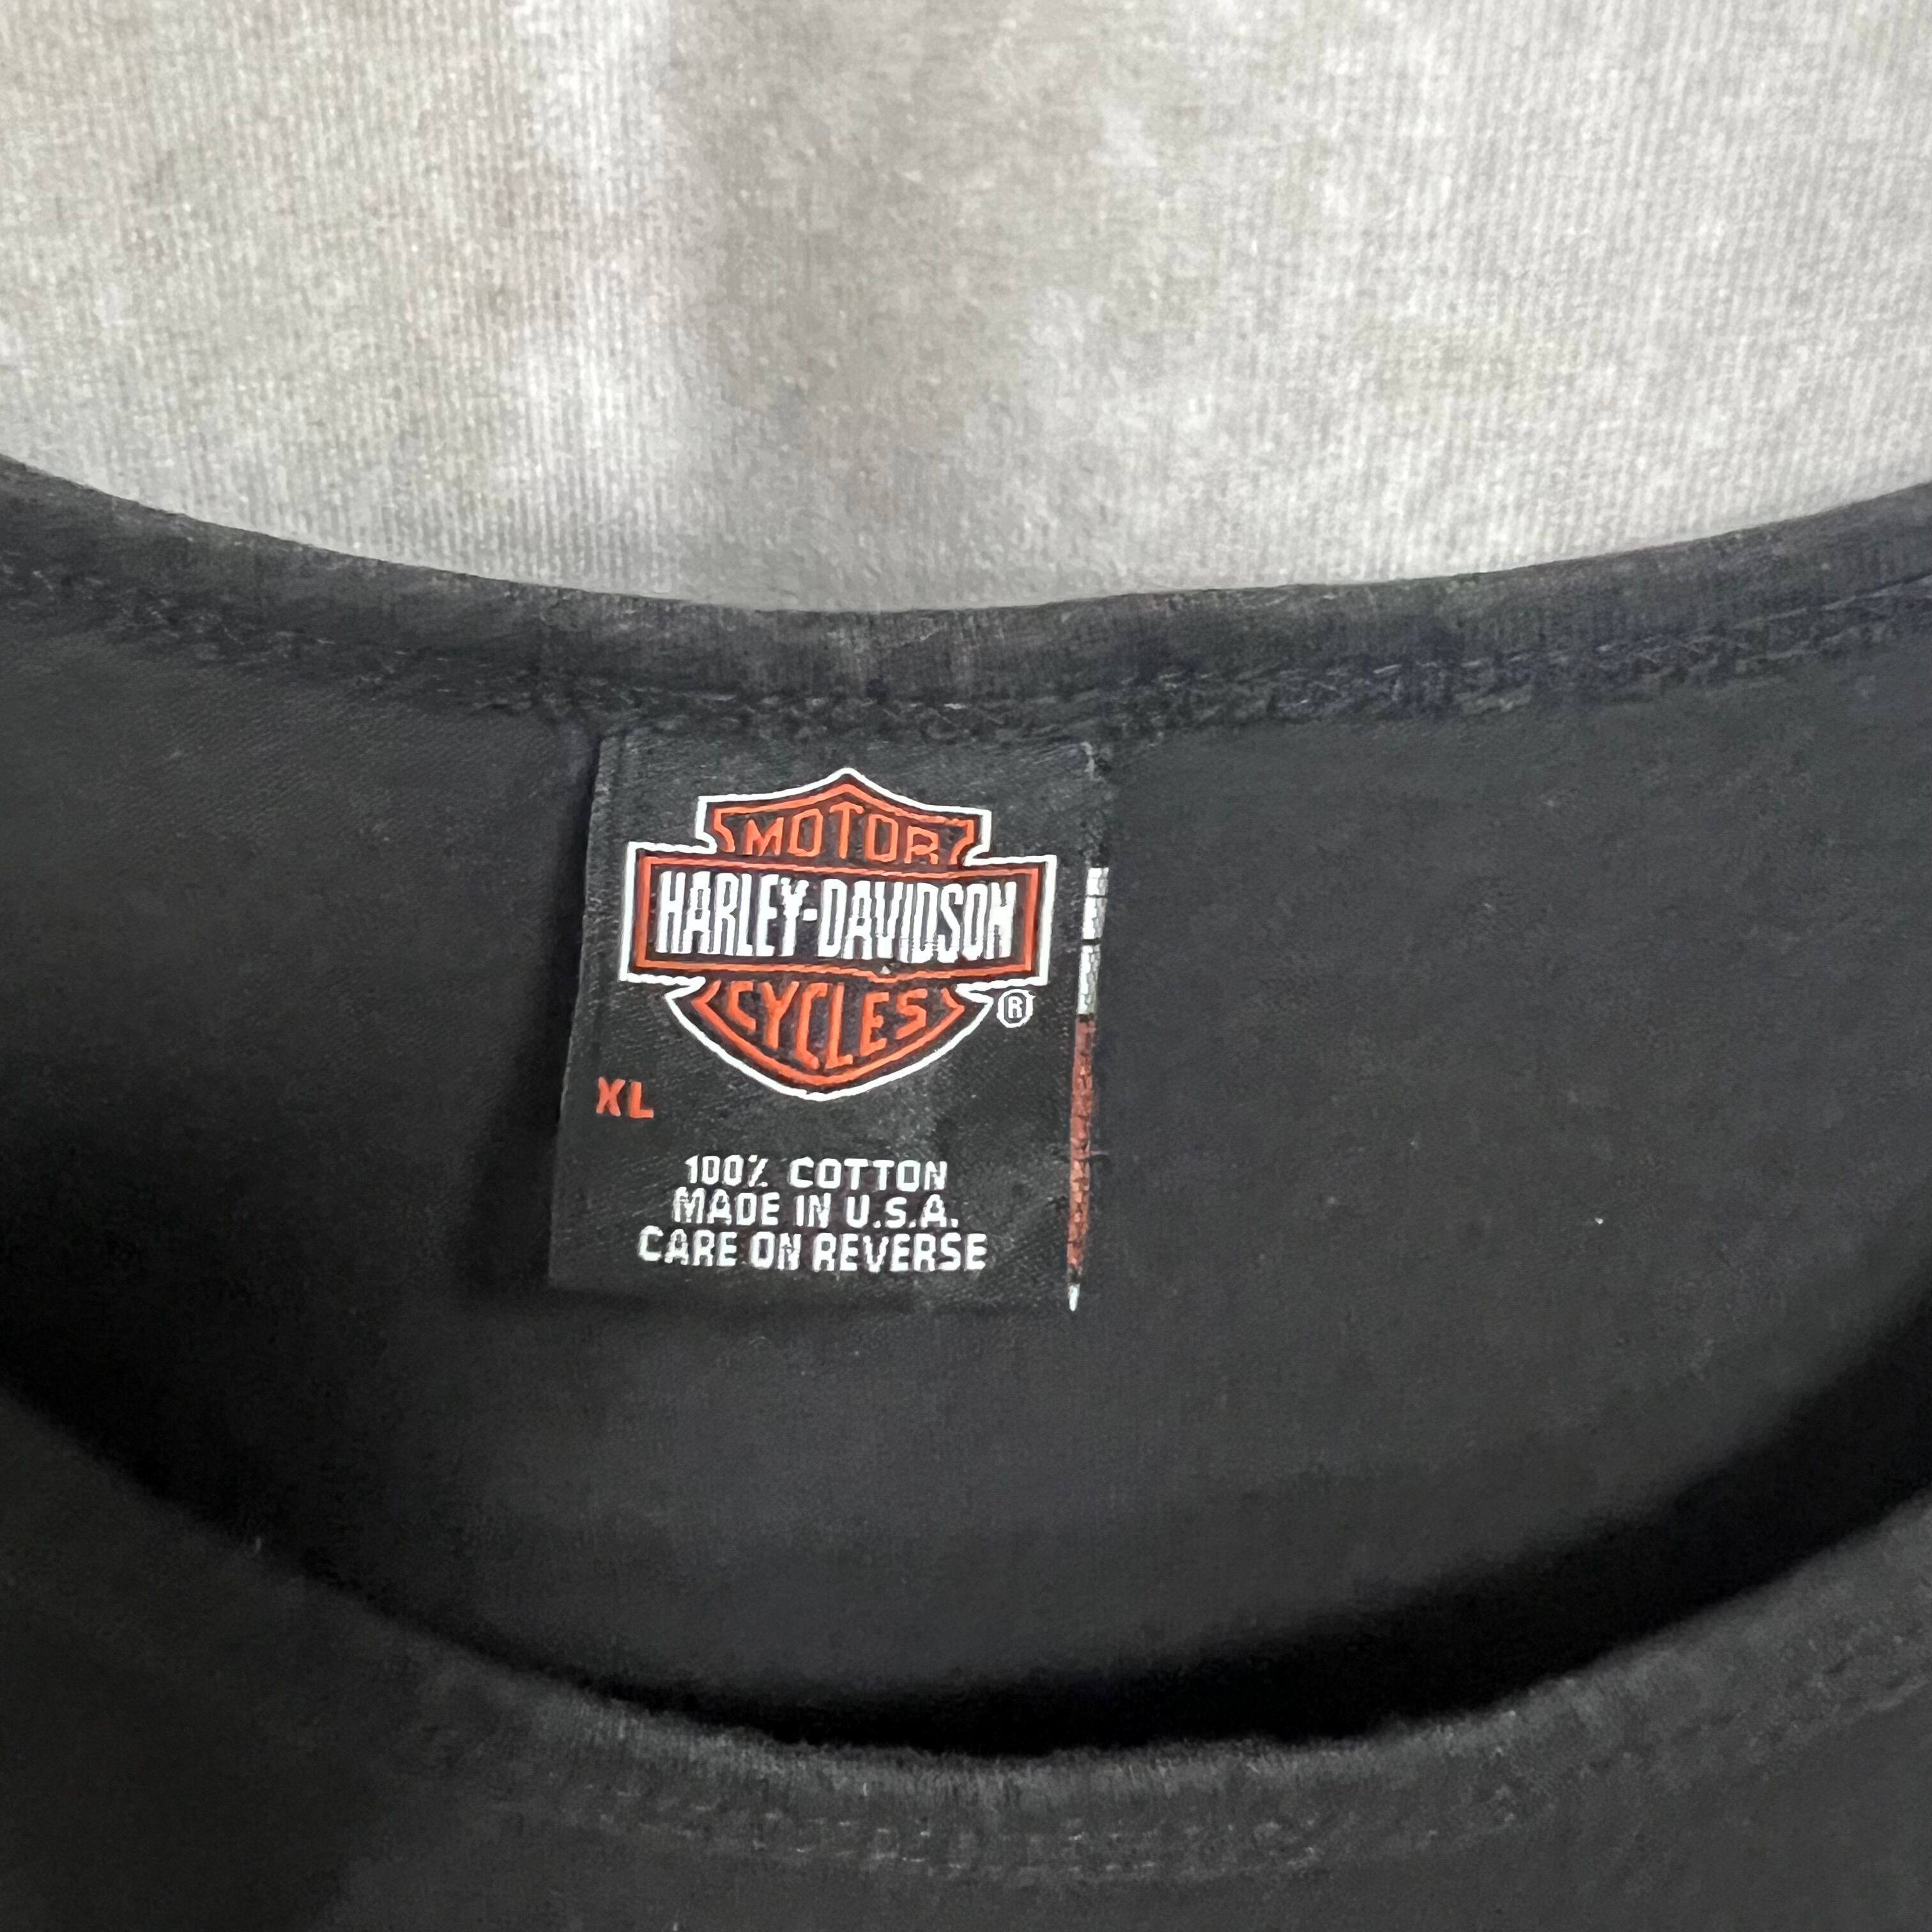 MOTOR
HARLEY-DAVIDSON
CYCLES
®
XL
100% COTTON
MADE IN U.S.A.
CARE ON REVERSE